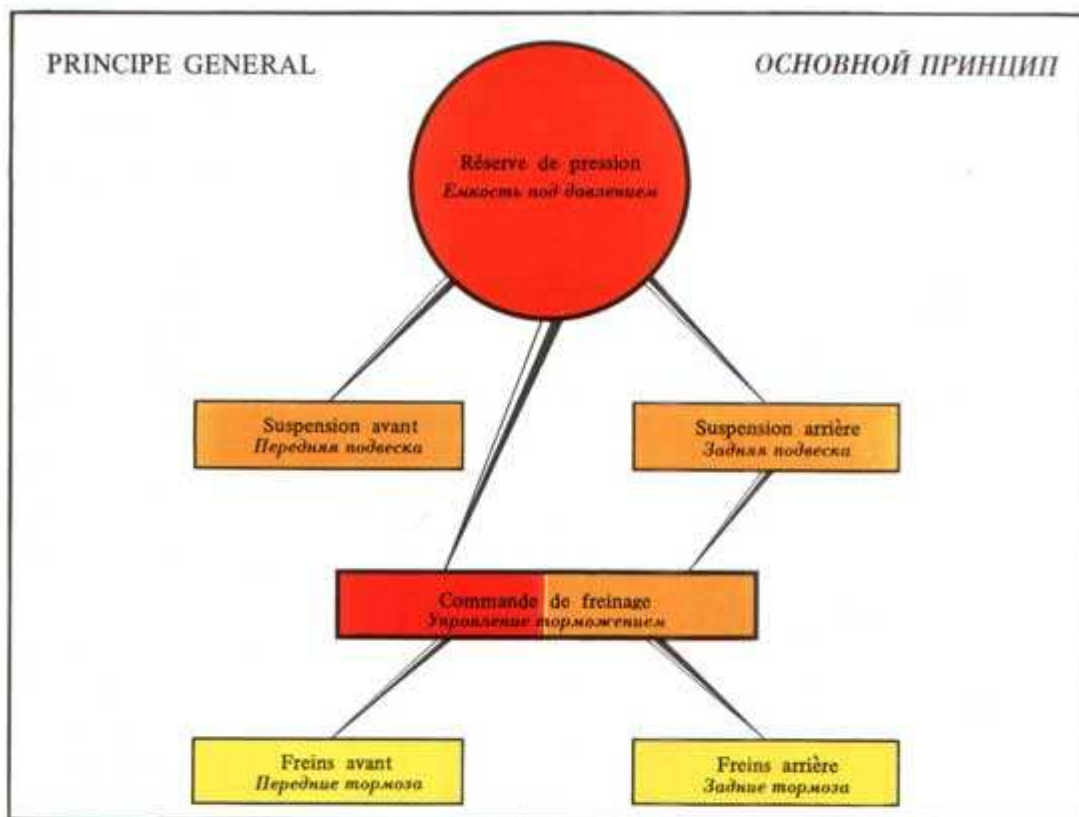 PRINCIPE GENERAL
ОСНОВНОЙ ПРИНЦИП
Réserve de pression
Емкость под давлением
Suspension avant
Передняя подвеска
Suspension arrière
Задняя подвеска
Commande de freinage
Управление торможением
Freins avant
Передние тормоза
Freins arrière
Задние тормоза